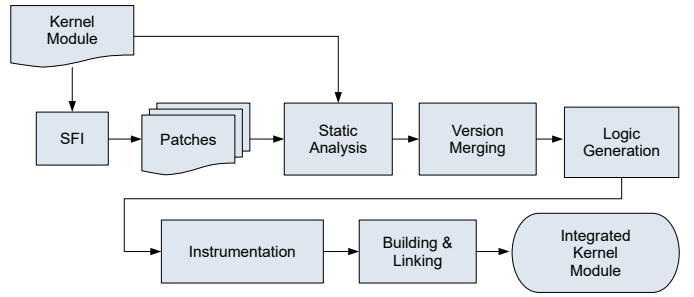 Kernel
Module
SFI
Patches
Static
Analysis
Version
Merging
Logic
Generation
Instrumentation
Building &
Linking
Integrated
Kernel
Module